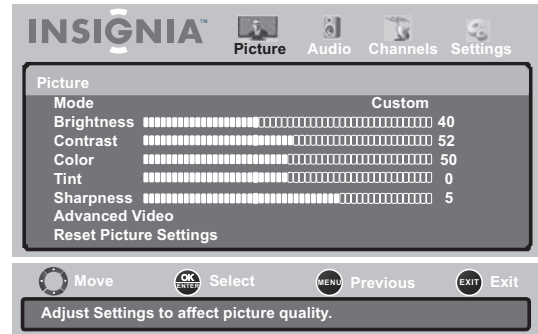 INSIGNIA™
Picture Audio Channels Settings
Picture
Mode Custom
Brightness 40
Contrast 52
Color 50
Tint 0
Sharpness 5
Advanced Video
Reset Picture Settings
Move OK ENTER Select MENU Previous EXIT Exit
Adjust Settings to affect picture quality.